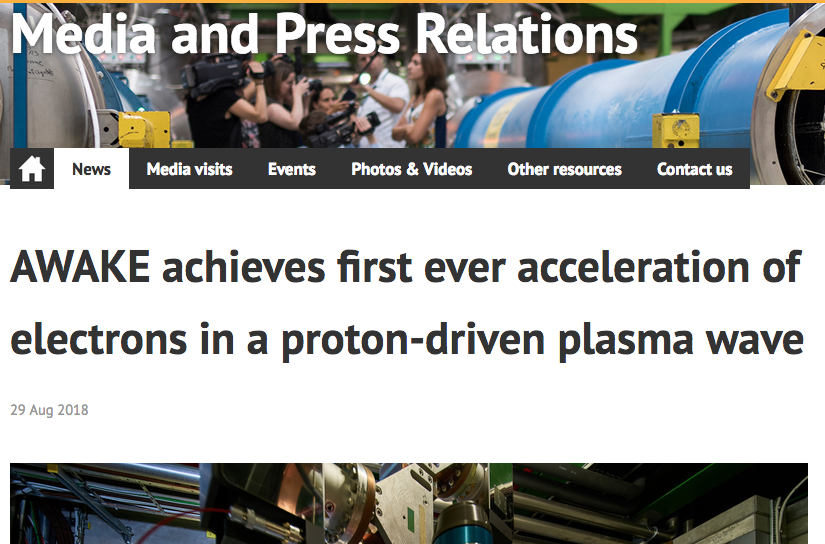 Media and Press Relations
News Media visits Events Photos & Videos Other resources Contact us
AWAKE achieves first ever acceleration of
electrons in a proton-driven plasma wave
29 Aug 2018